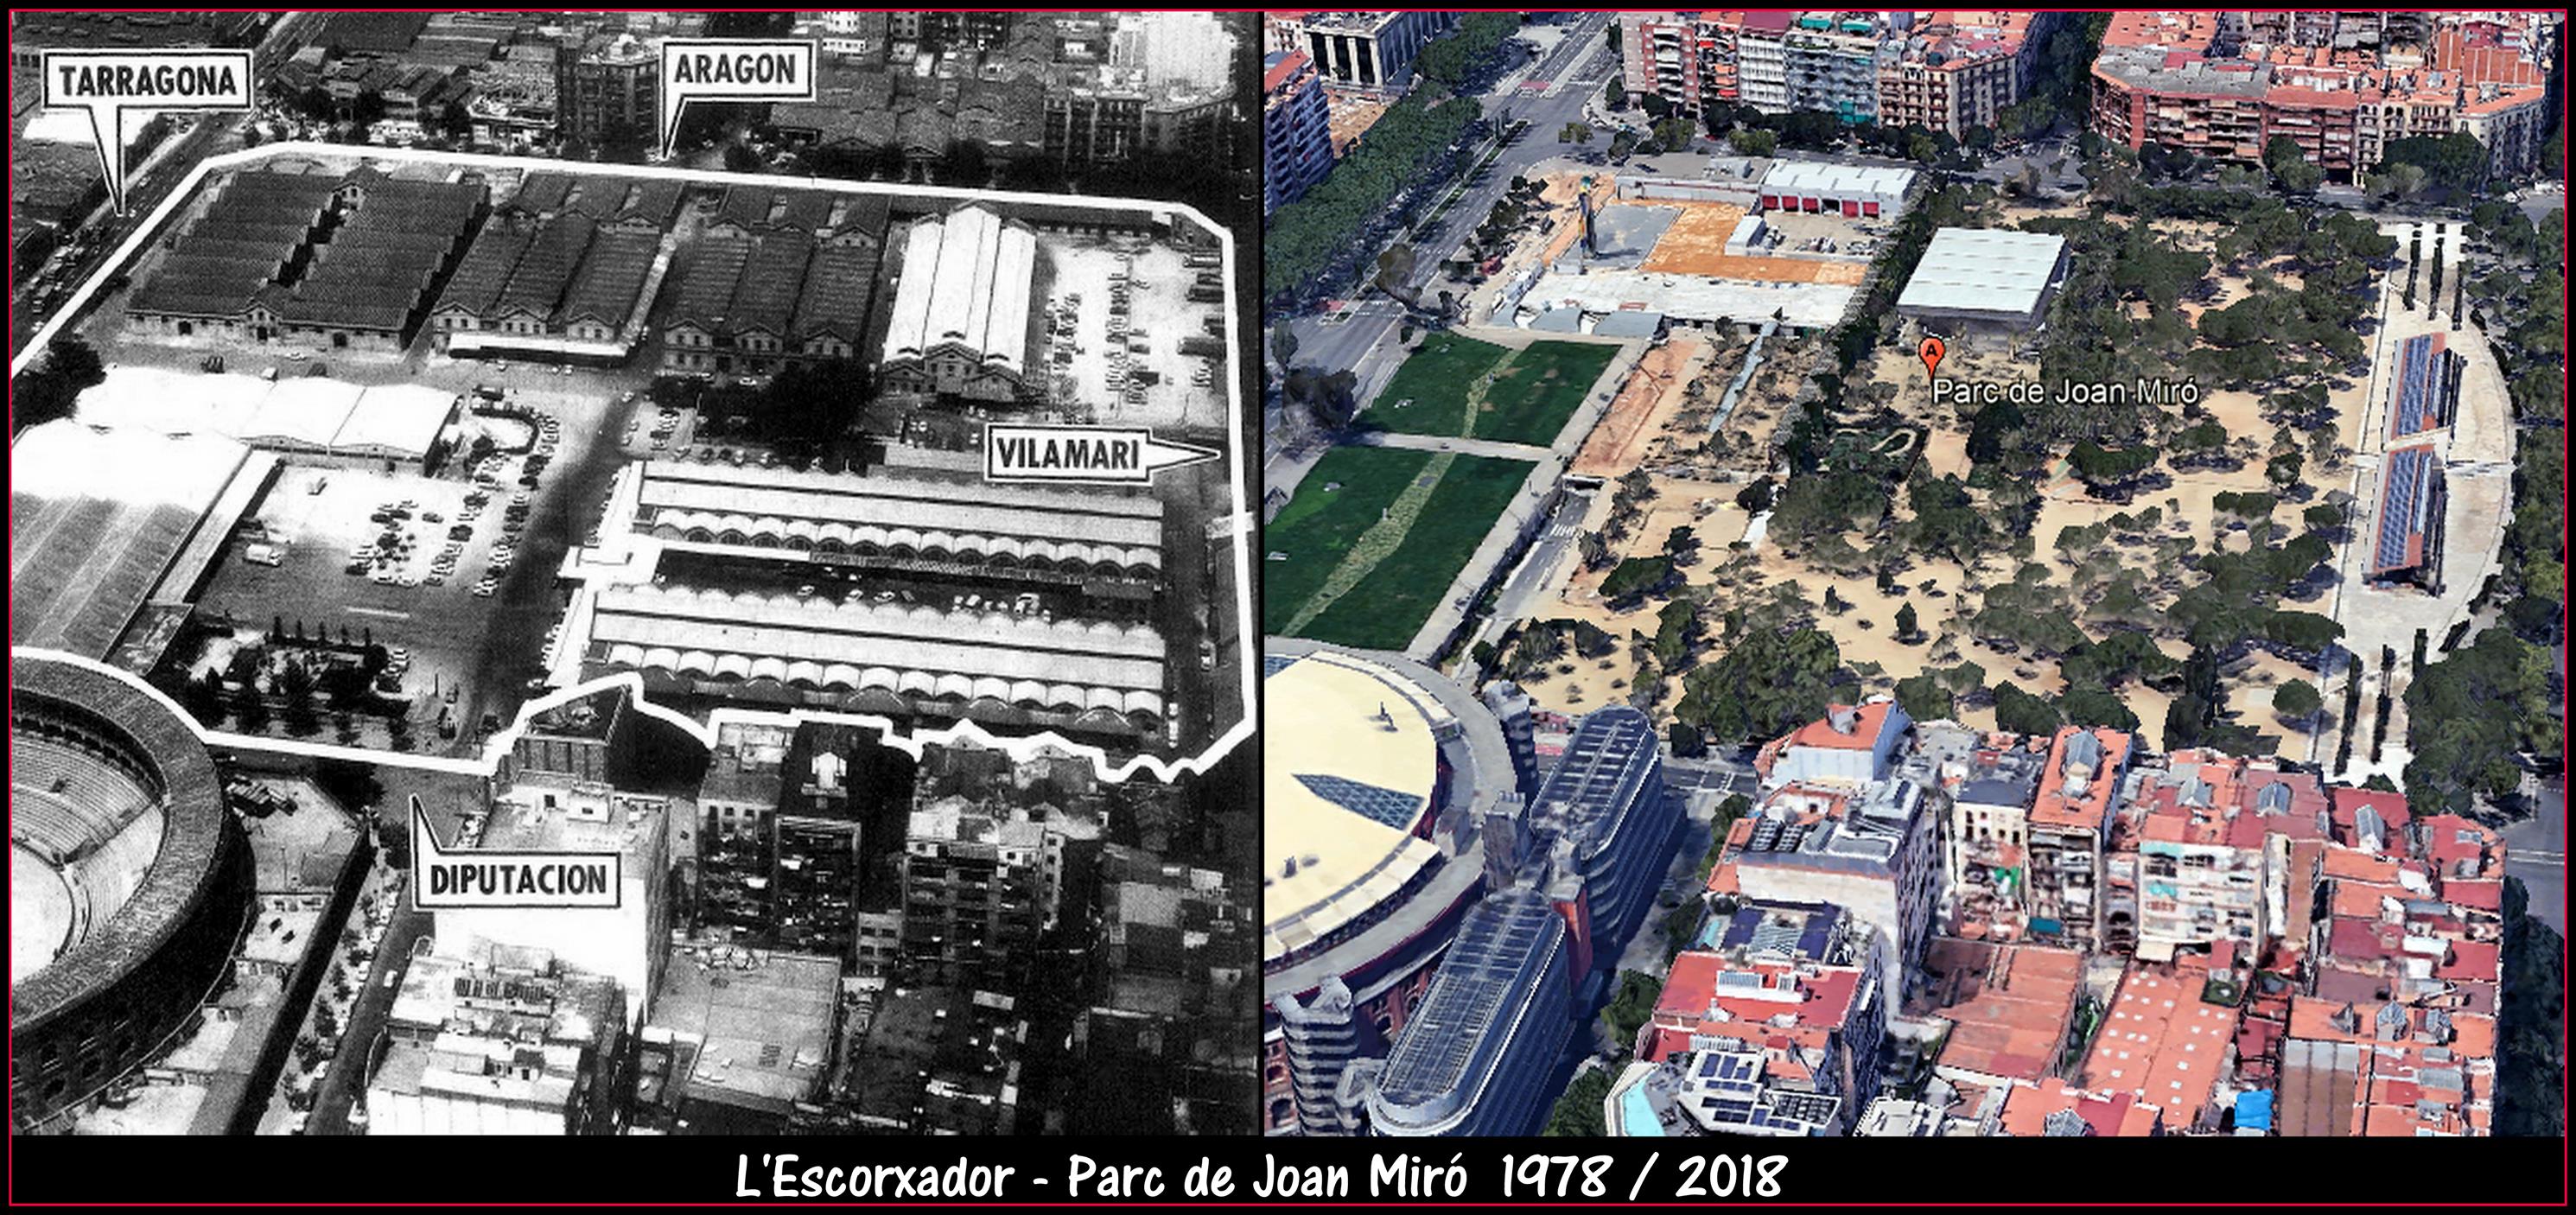 TARRAGONA
ARAGON
VILAMARI
DIPUTACION
A
Parc de Joan Miró
L'Escorxador - Parc de Joan Miró 1978 / 2018